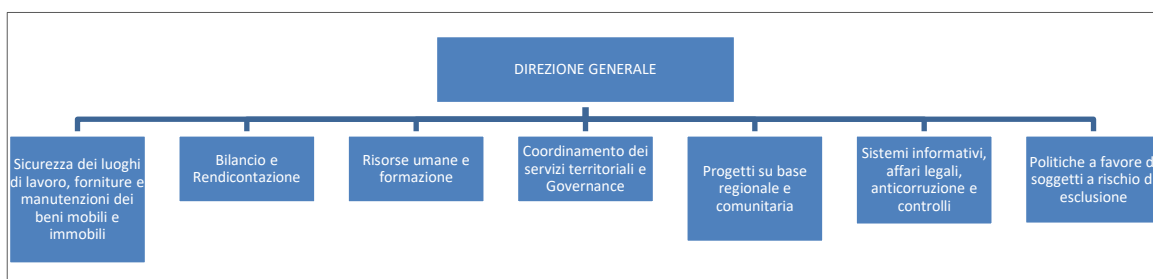 DIREZIONE GENERALE
Sicurezza dei luoghi
di lavoro, forniture e
manutenzioni dei
beni mobili e
immobili
Bilancio e
Rendicontazione
Risorse umane e
formazione
Coordinamento dei
servizi territoriali e
Governance
Progetti su base
regionale e
comunitaria
Sistemi informativi,
affari legali,
anticorruzione e
controlli
Politiche a favore d
soggetti a rischio d
esclusione